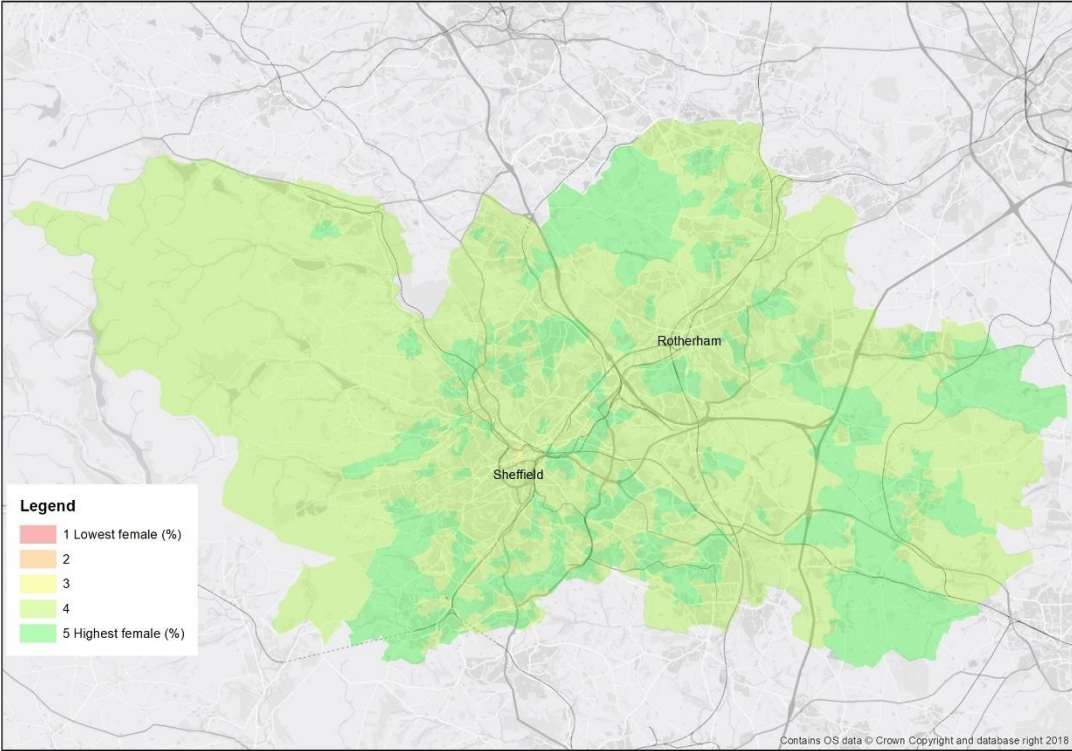 Rotherham
Sheffield
Legend
1 Lowest female (%)
2
3
4
5 Highest female (%)
Contains OS data © Crown Copyright and database right 2018